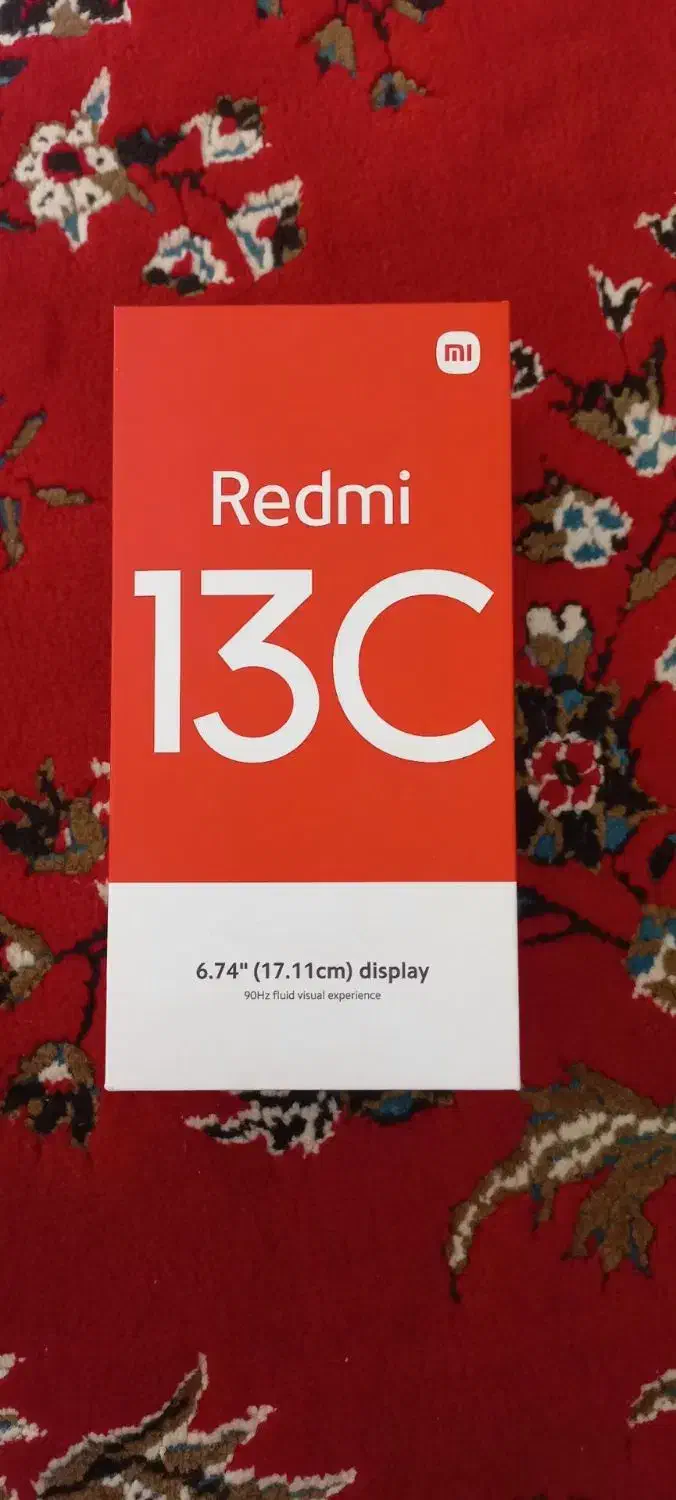 mi
Redmi
13C
6.74" (17.11cm) display
90Hz fluid visual experience